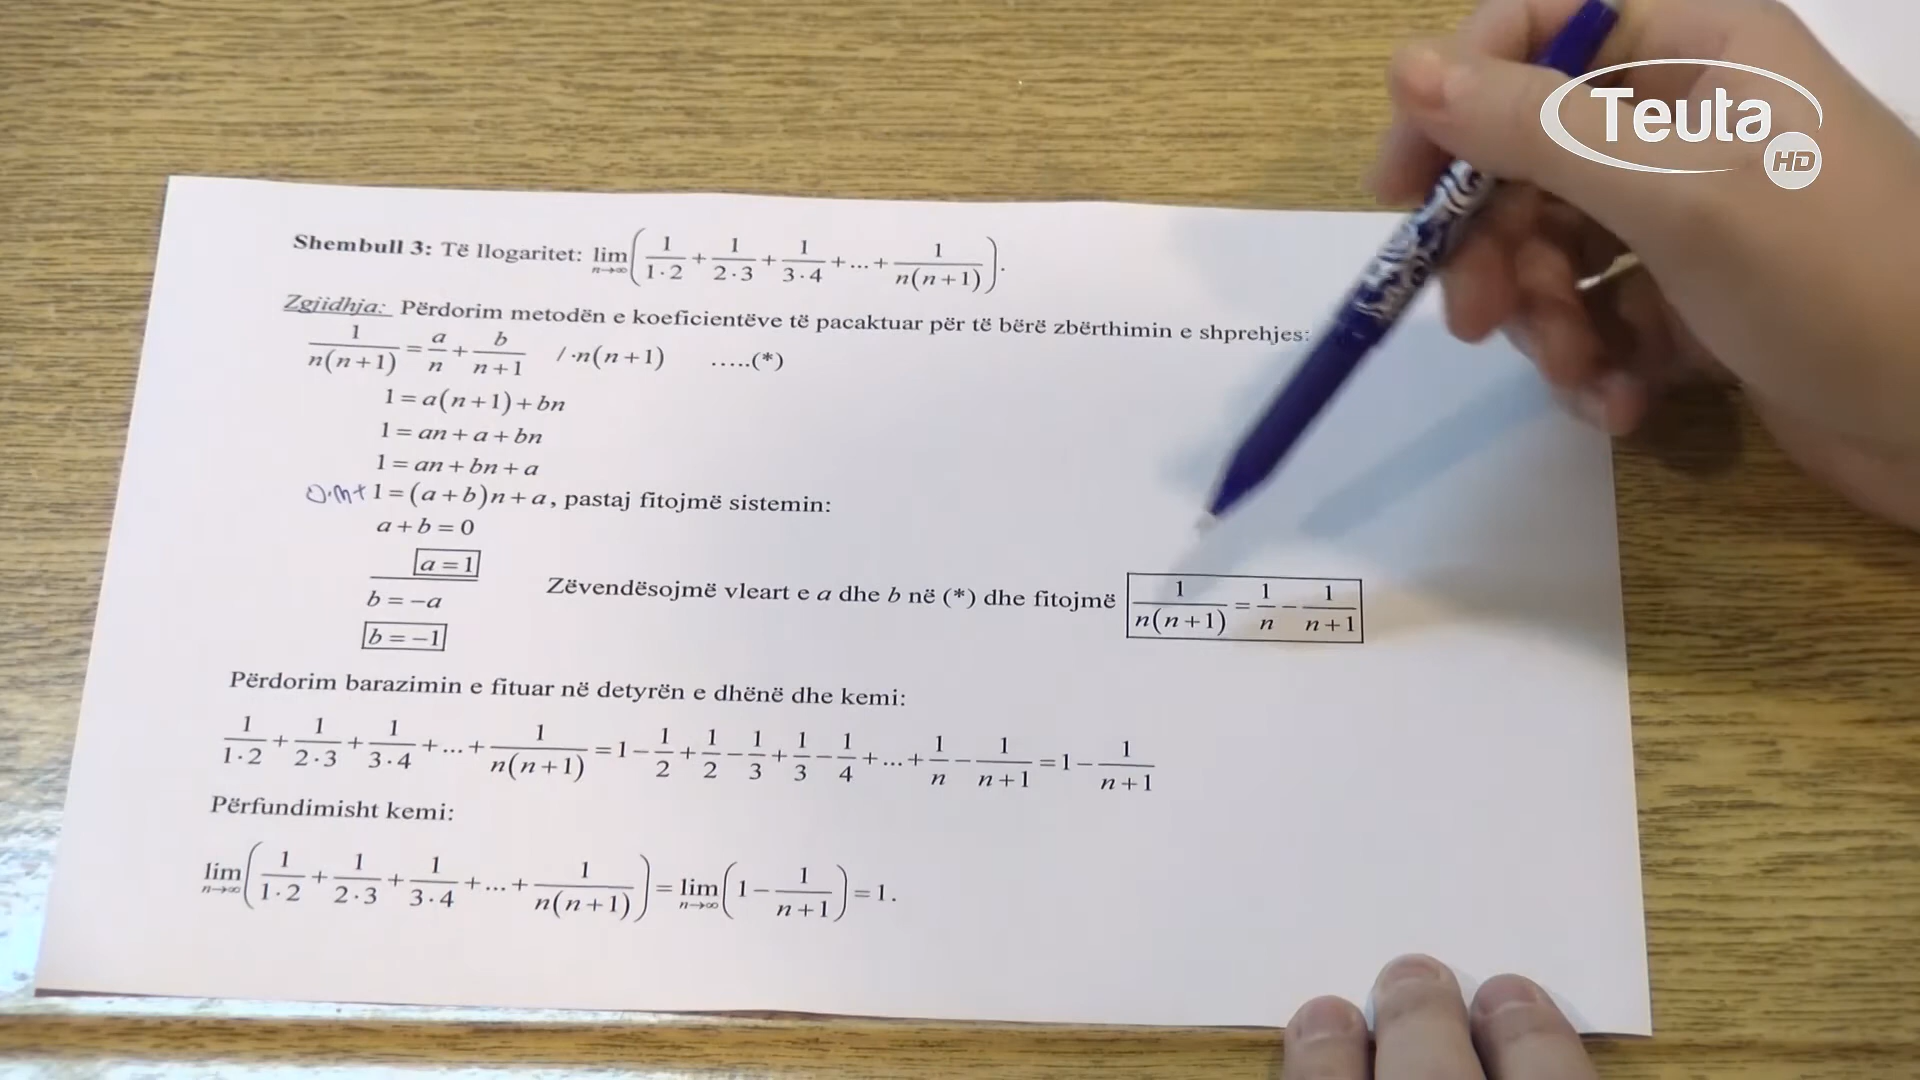 Teuta
HD
Shembull 3: Të llogaritet: lim n→∞ (1/(1·2) + 1/(2·3) + 1/(3·4) + ... + 1/(n(n+1))).
Zgjidhja: Përdorim metodën e koeficientëve të pacaktuar për të bërë zbërthimin e shprehjes:
1/(n(n+1)) = a/n + b/(n+1) / ·n(n+1) .....(*)
1 = a(n+1) + bn
1 = an + a + bn
1 = an + bn + a
0·n+ 1 = (a+b)n + a, pastaj fitojmë sistemin:
a + b = 0
a = 1
b = −a
b = −1
Zëvendësojmë vleart e a dhe b në (*) dhe fitojmë 1/(n(n+1)) = 1/n − 1/(n+1)
Përdorim barazimin e fituar në detyrën e dhënë dhe kemi:
1/(1·2) + 1/(2·3) + 1/(3·4) + ... + 1/(n(n+1)) = 1 − 1/2 + 1/2 − 1/3 + 1/3 − 1/4 + ... + 1/n − 1/(n+1) = 1 − 1/(n+1)
Përfundimisht kemi:
lim n→∞ (1/(1·2) + 1/(2·3) + 1/(3·4) + ... + 1/(n(n+1))) = lim n→∞ (1 − 1/(n+1)) = 1.